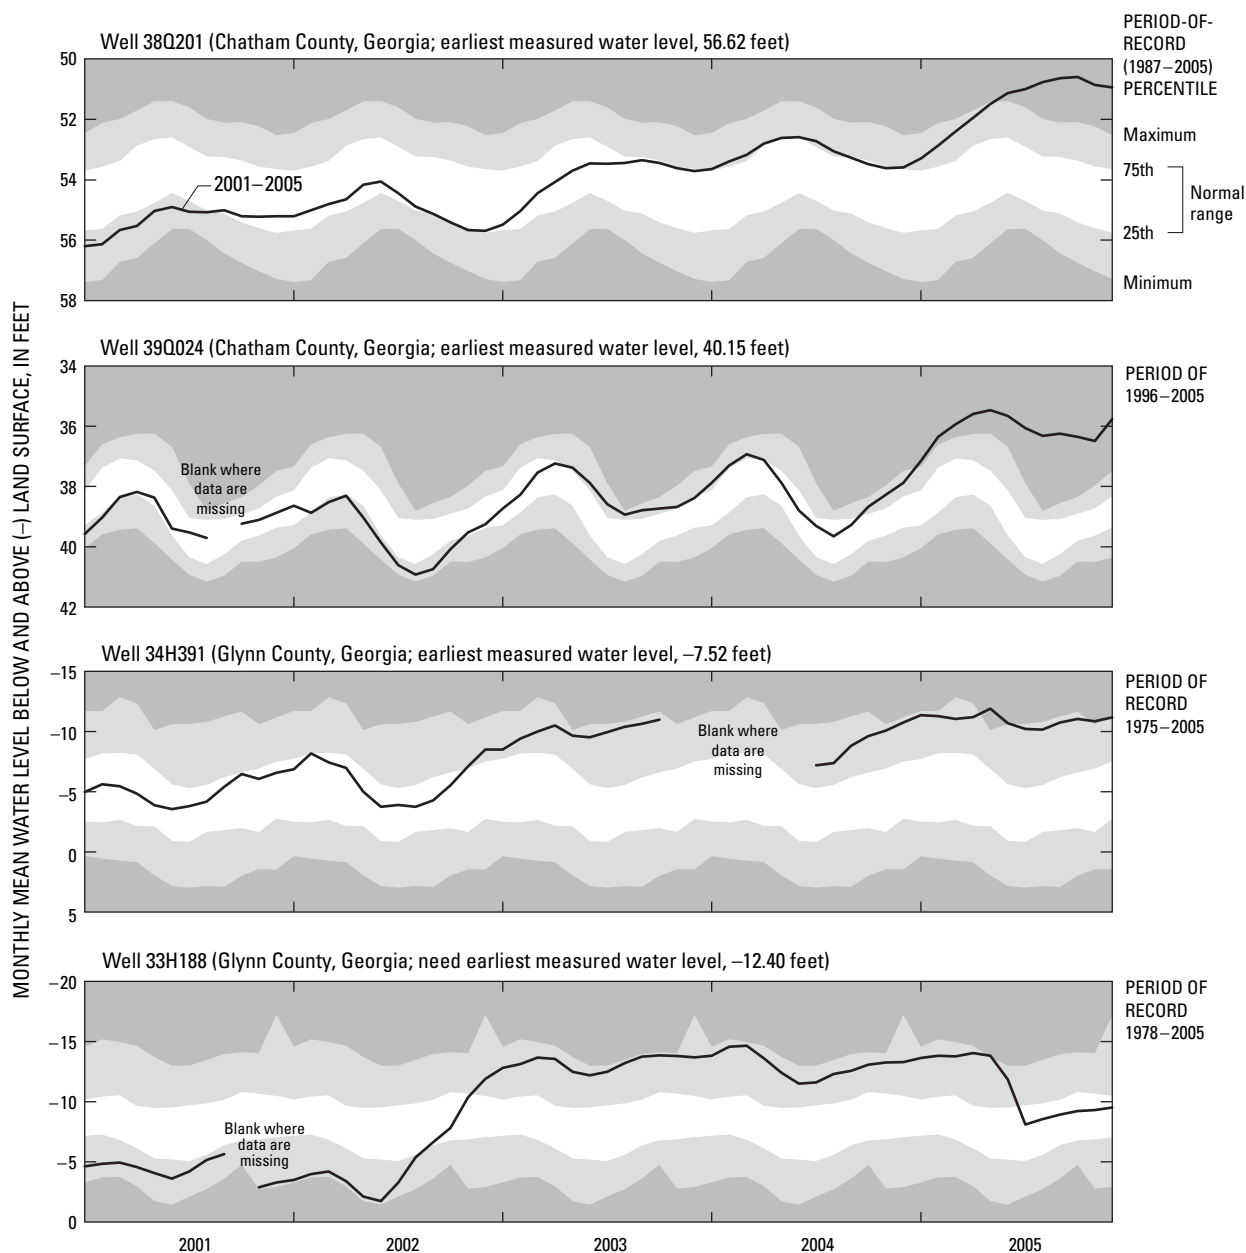 MONTHLY MEAN WATER LEVEL BELOW AND ABOVE (–) LAND SURFACE, IN FEET
Well 38Q201 (Chatham County, Georgia; earliest measured water level, 56.62 feet)
50
52
54
56
58
2001–2005
PERIOD-OF-
RECORD
(1987–2005)
PERCENTILE
Maximum
75th
Normal
range
25th
Minimum
Well 39Q024 (Chatham County, Georgia; earliest measured water level, 40.15 feet)
34
36
38
40
42
Blank where
data are
missing
PERIOD OF
1996–2005
Well 34H391 (Glynn County, Georgia; earliest measured water level, –7.52 feet)
–15
–10
–5
0
5
Blank where
data are
missing
PERIOD OF
RECORD
1975–2005
Well 33H188 (Glynn County, Georgia; need earliest measured water level, –12.40 feet)
–20
–15
–10
–5
0
Blank where
data are
missing
PERIOD OF
RECORD
1978–2005
2001
2002
2003
2004
2005